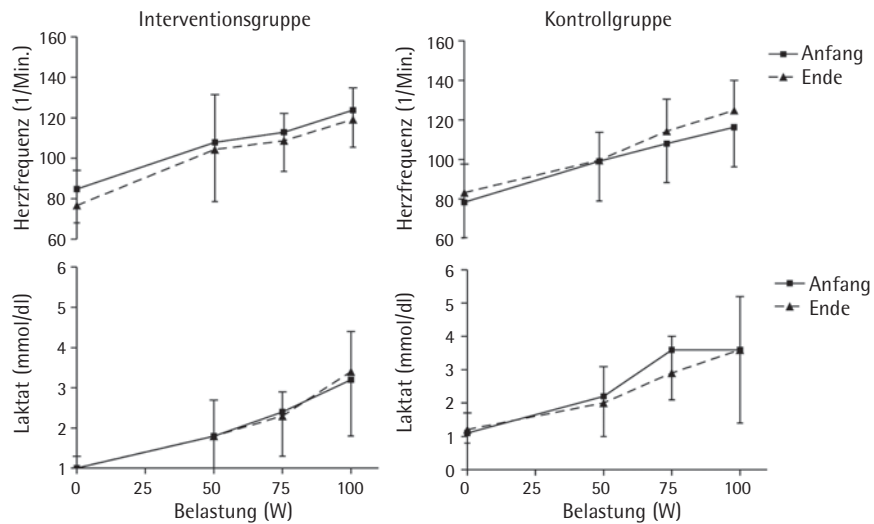 Interventionsgruppe
Herzfrequenz (1/Min.)
160
140
120
100
80
60
Kontrollgruppe
Herzfrequenz (1/Min.)
160
140
120
100
80
60
Anfang
Ende
Laktat (mmol/dl)
6
5
4
3
2
1
0 25 50 75 100
Belastung (W)
Laktat (mmol/dl)
6
5
4
3
2
1
0
0 25 50 75 100
Belastung (W)
Anfang
Ende